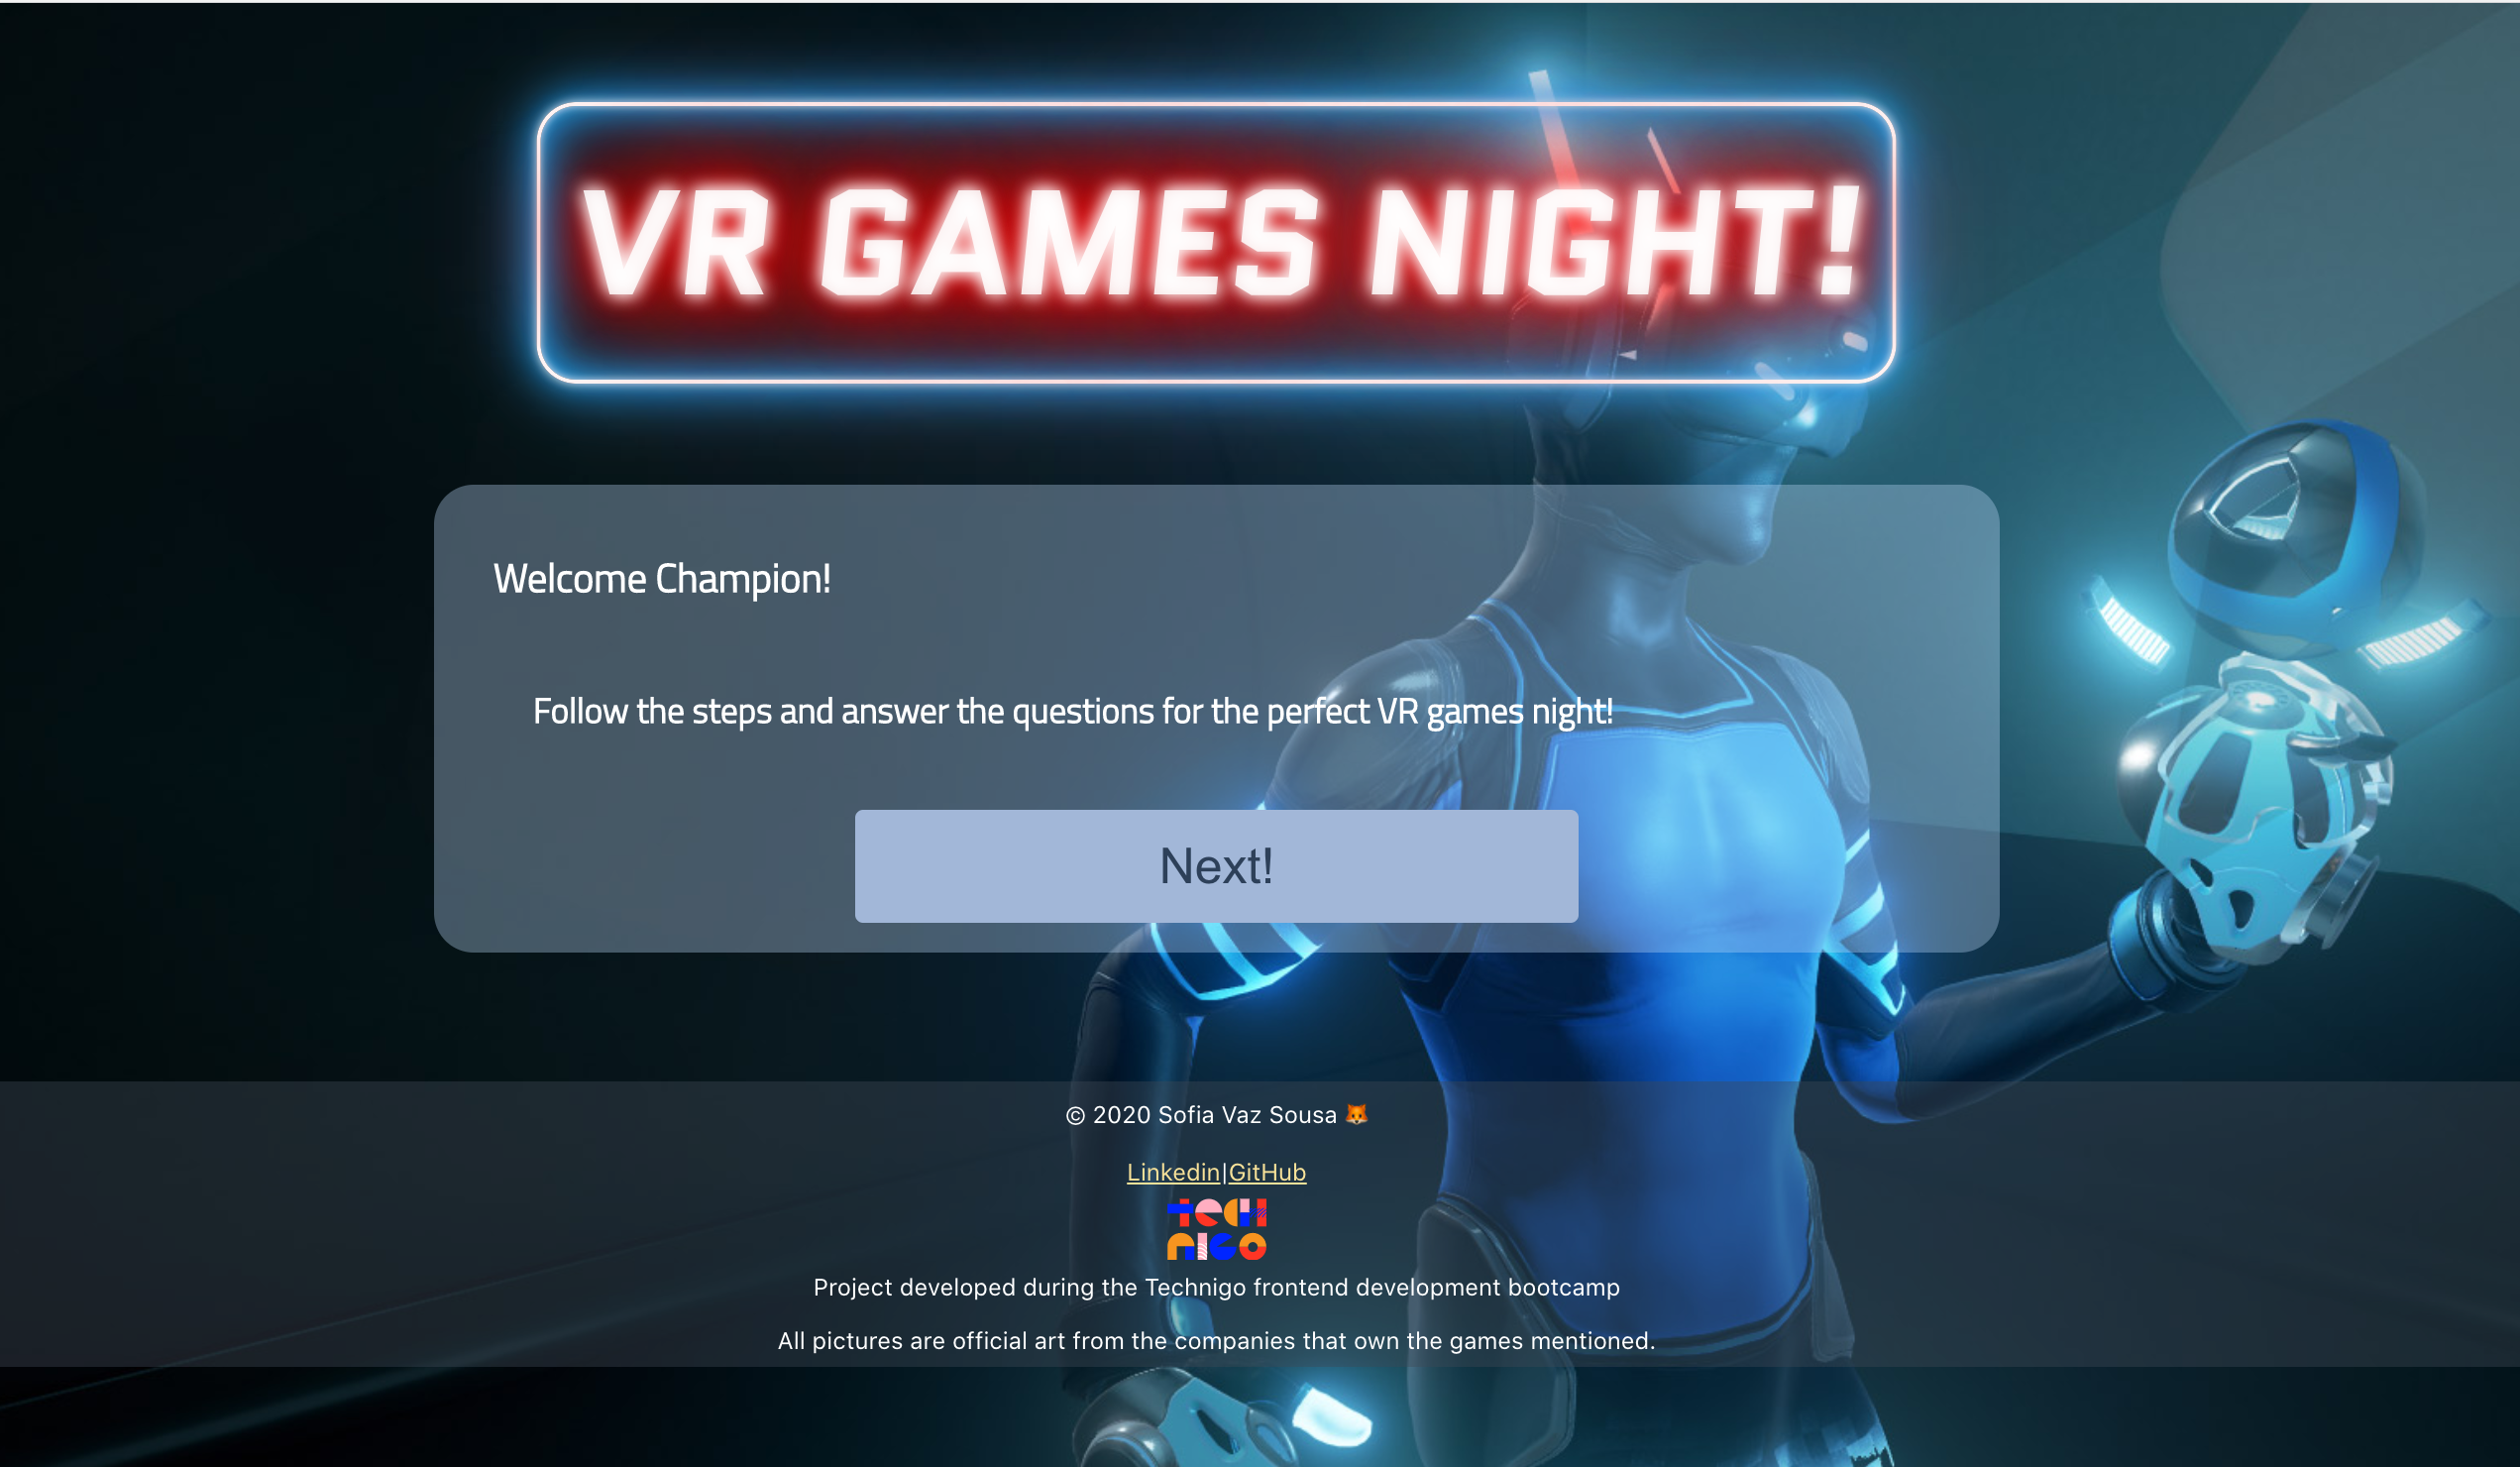 VR GAMES NIGHT!
Welcome Champion!
Follow the steps and answer the questions for the perfect VR games night!
Next!
© 2020 Sofia Vaz Sousa 🦊
Linkedin|GitHub
tech
nigo
Project developed during the Technigo frontend development bootcamp
All pictures are official art from the companies that own the games mentioned.